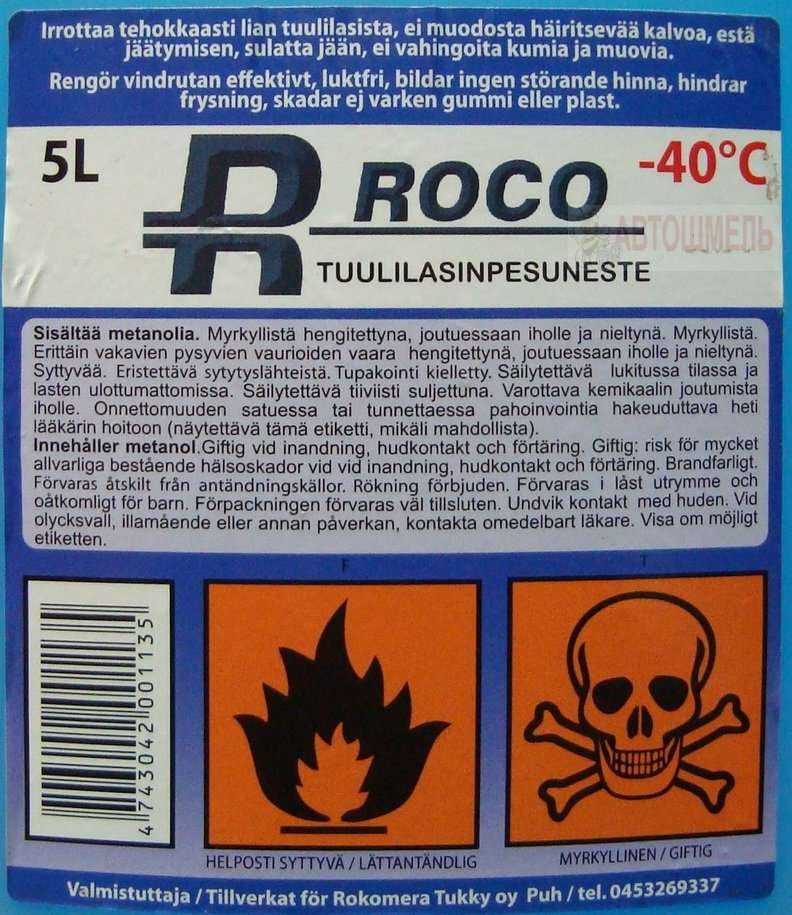 Irrottaa tehokkaasti lian tuulilasista, ei muodosta häiritsevää kalvoa, estä
jäätymisen, sulatta jään, ei vahingoita kumia ja muovia.
Rengör vindrutan effektivt, luktfri, bildar ingen störande hinna, hindrar
frysning, skadar ej varken gummi eller plast.
5L
R ROCO
-40°C
АВТОШМЕЛЬ
TUULILASINPESUNESTE
Sisältää metanolia. Myrkyllistä hengitettyna, joutuessaan iholle ja nieltynä. Myrkyllistä.
Erittäin vakavien pysyvien vaurioiden vaara hengitettynä, joutuessaan iholle ja nieltynä.
Syttyvää. Eristettävä sytytyslähteistä. Tupakointi kielletty. Säilytettävä lukitussa tilassa ja
lasten ulottumattomissa. Säilytettävä tiiviisti suljettuna. Varottava kemikaalin joutumista
iholle. Onnettomuuden satuessa tai tunnettaessa pahoinvointia hakeuduttava heti
lääkärin hoitoon (näytettävä tämä etiketti, mikäli mahdollista).
Innehåller metanol.Giftig vid inandning, hudkontakt och förtäring. Giftig: risk för mycket
allvarliga bestående hälsoskador vid vid inandning, hudkontakt och förtäring. Brandfarligt.
Förvaras åtskilt från antändningskällor. Rökning förbjuden. Förvaras i låst utrymme och
oåtkomligt för barn. Förpackningen förvaras väl tillsluten. Undvik kontakt med huden. Vid
olycksvall, illamående eller annan påverkan, kontakta omedelbart läkare. Visa om möjligt
etiketten.
F
T
4743042001135
HELPOSTI SYTTYVÄ / LÄTTANTÄNDLIG
MYRKYLLINEN / GIFTIG
Valmistuttaja / Tillverkat för Rokomera Tukky oy Puh / tel. 0453269337